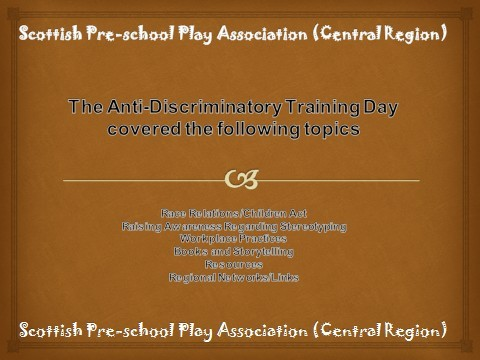 Scottish Pre-school Play Association (Central Region)
The Anti-Discriminatory Training Day
covered the following topics
Race Relations/Children Act
Raising Awareness Regarding Stereotyping
Workplace Practices
Books and Storytelling
Resources
Regional Networks/Links
Scottish Pre-school Play Association (Central Region)